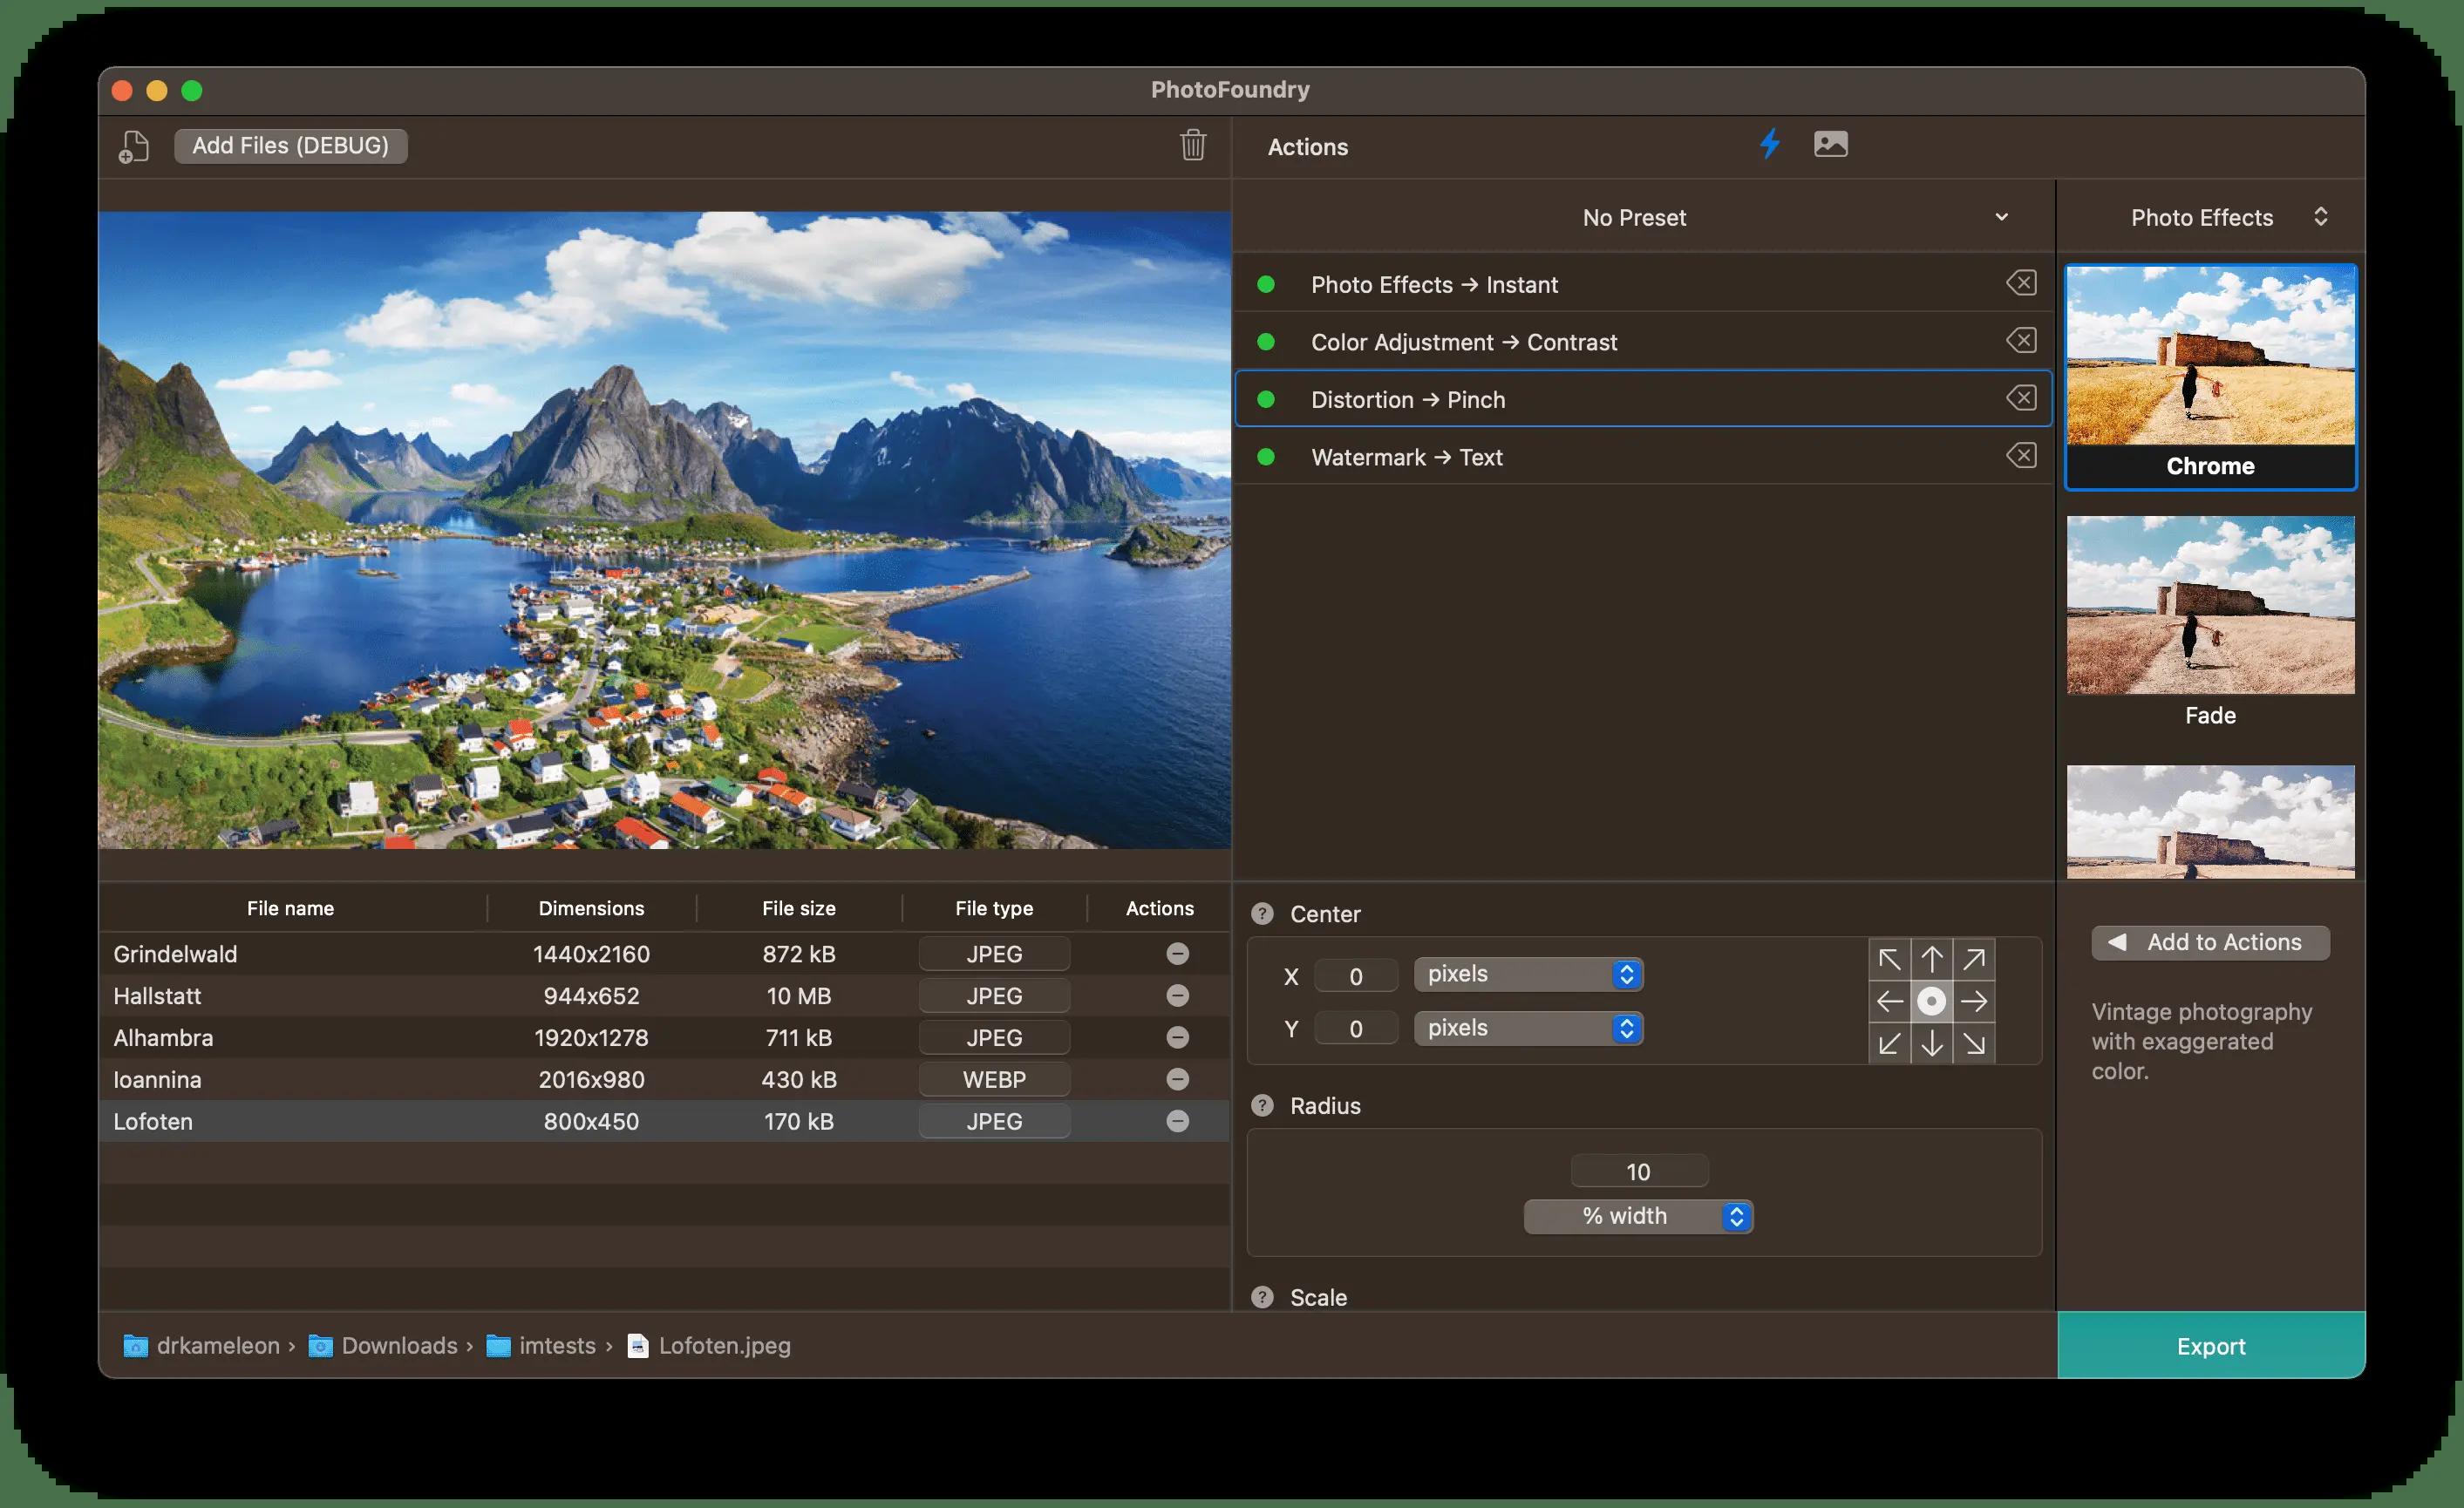 PhotoFoundry
Add Files (DEBUG)
Actions
No Preset
Photo Effects
Photo Effects → Instant
Color Adjustment → Contrast
Distortion → Pinch
Watermark → Text
Chrome
Fade
File name Dimensions File size File type Actions
Grindelwald 1440x2160 872 kB JPEG
Hallstatt 944x652 10 MB JPEG
Alhambra 1920x1278 711 kB JPEG
Ioannina 2016x980 430 kB WEBP
Lofoten 800x450 170 kB JPEG
? Center
X 0 pixels
Y 0 pixels
? Radius
10
% width
? Scale
Add to Actions
Vintage photography
with exaggerated
color.
drkameleon › Downloads › imtests › Lofoten.jpeg
Export